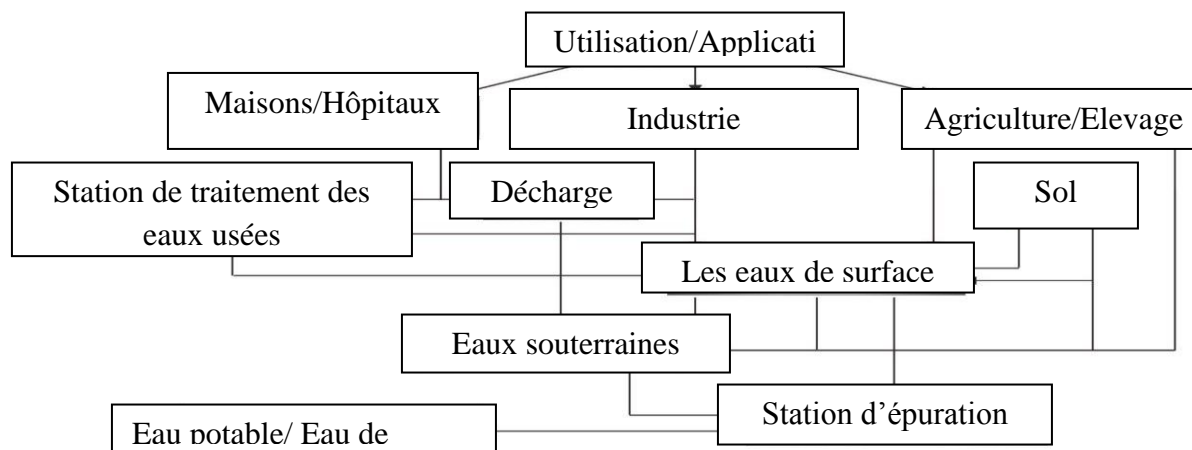 Utilisation/Applicati
Maisons/Hôpitaux
Industrie
Agriculture/Elevage
Station de traitement des
eaux usées
Décharge
Sol
Les eaux de surface
Eaux souterraines
Station d’épuration
Eau potable/ Eau de